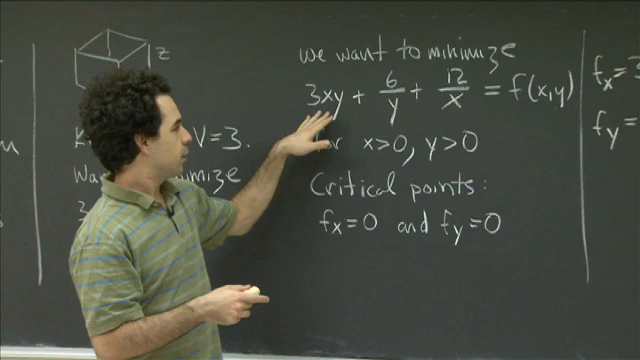 z
V=3.
we want to minimize
3xy + 6/y + 12/x = f(x,y)
x>0, y>0
Critical points:
fx=0 and fy=0
fx=3
fy=